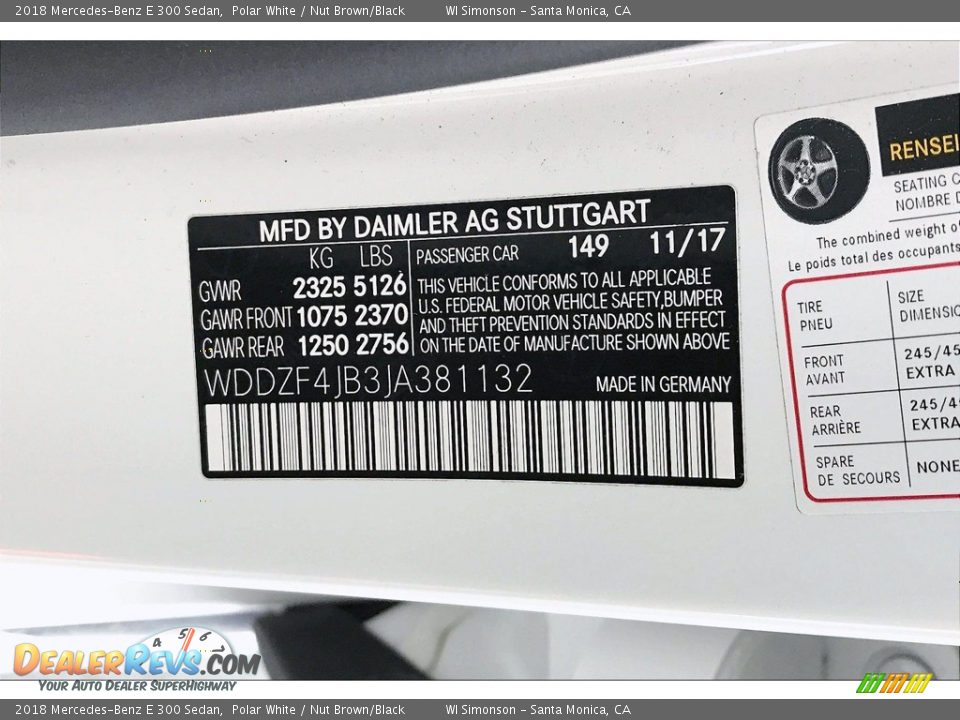 2018 Mercedes-Benz E 300 Sedan, Polar White / Nut Brown/Black WI Simonson - Santa Monica, CA
MFD BY DAIMLER AG STUTTGART
KG LBS
GVWR 2325 5126
GAWR FRONT 1075 2370
GAWR REAR 1250 2756
PASSENGER CAR 149 11/17
THIS VEHICLE CONFORMS TO ALL APPLICABLE
U.S. FEDERAL MOTOR VEHICLE SAFETY,BUMPER
AND THEFT PREVENTION STANDARDS IN EFFECT
ON THE DATE OF MANUFACTURE SHOWN ABOVE
WDDZF4JB3JA381132 MADE IN GERMANY
RENSEI
SEATING C
NOMBRE D
The combined weight of
Le poids total des occupants
TIRE SIZE
PNEU DIMENSIO
FRONT 245/45
AVANT EXTRA
REAR 245/4
ARRIÈRE EXTRA
SPARE NONE
DE SECOURS
4 5 6
DEALERREVS.COM
YOUR AUTO DEALER SUPERHIGHWAY
2018 Mercedes-Benz E 300 Sedan, Polar White / Nut Brown/Black WI Simonson - Santa Monica, CA